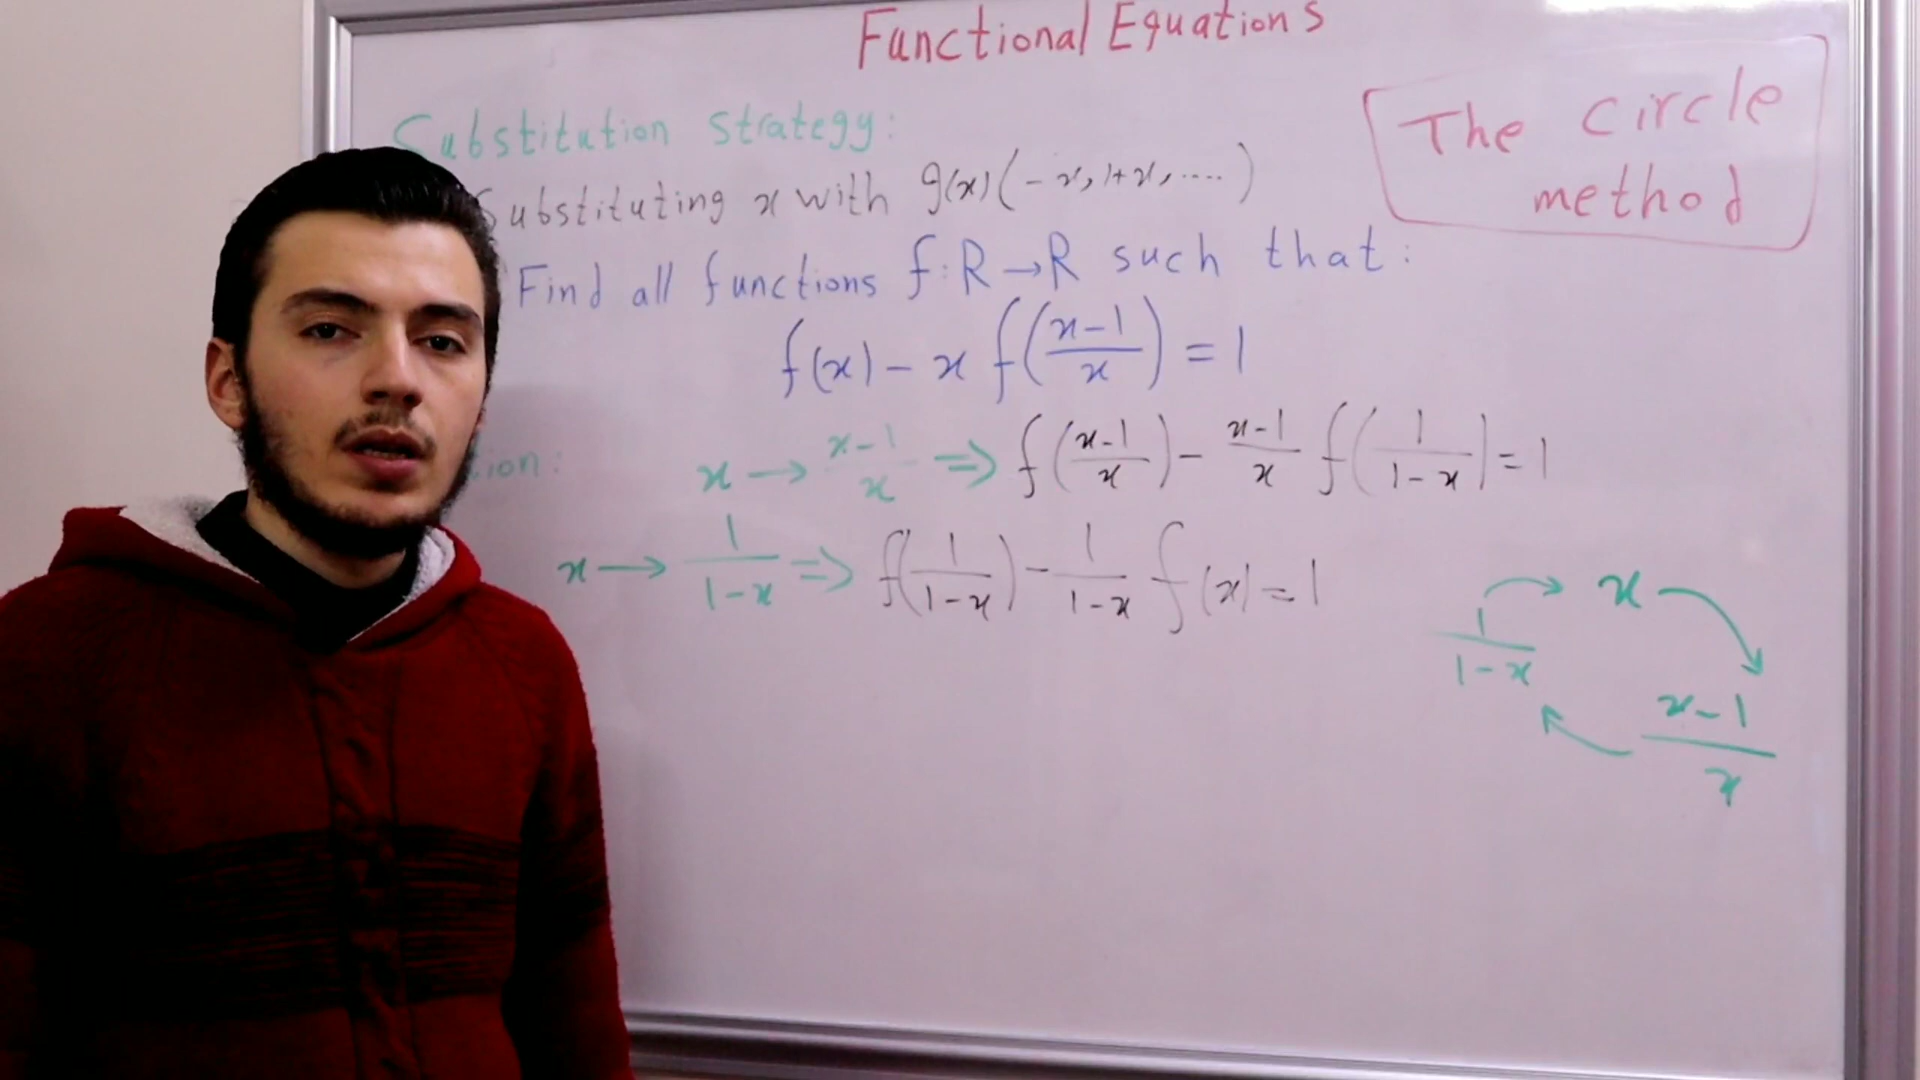 Functional Equations
The circle
method
Substitution strategy:
Substituting x with g(x) (-x, 1+x, ....)
Find all functions f: R → R such that:
f(x) - x f((x-1)/x) = 1
x → (x-1)/x ⇒ f((x-1)/x) - (x-1)/x f(1/(1-x)) = 1
x → 1/(1-x) ⇒ f(1/(1-x)) - 1/(1-x) f(x) = 1
x
1/(1-x)
(x-1)/x